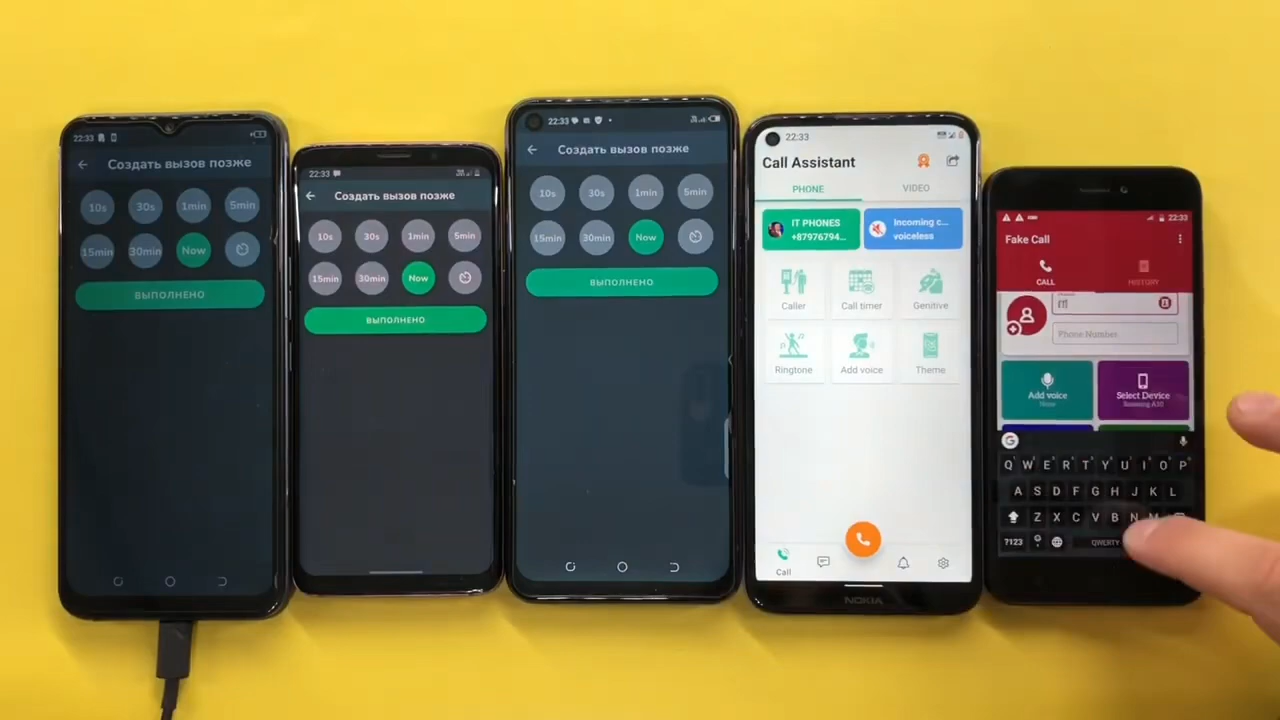 22:33
Создать вызов позже
10s 30s 1min 5min
15min 30min Now
ВЫПОЛНЕНО
22:33
Создать вызов позже
10s 30s 1min 5min
15min 30min Now
ВЫПОЛНЕНО
22:33
Создать вызов позже
10s 30s 1min 5min
15min 30min Now
ВЫПОЛНЕНО
22:33
Call Assistant
PHONE VIDEO
IT PHONES Incoming c...
+87976794... voiceless
Caller Call timer Genitive
Ringtone Add voice Theme
Call
NOKIA
22:33
Fake Call
CALL HISTORY
Phone Number
Add voice Select Device
None Samsung A10
G
Q W E R T Y U I O P
A S D F G H J K L
Z X C V B N M
?123 QWERTY